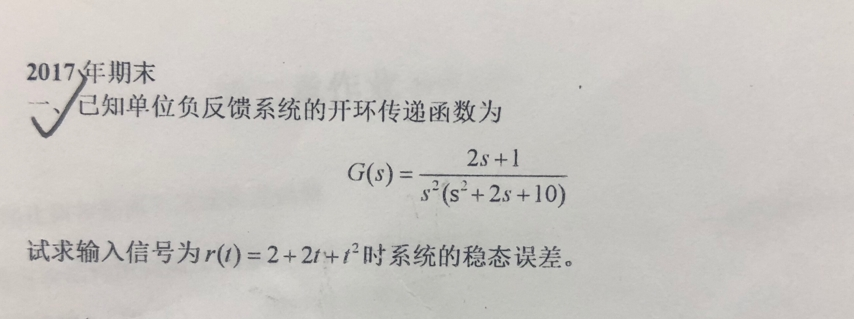 2017年期末
一、已知单位负反馈系统的开环传递函数为
G(s) = (2s+1)/(s²(s²+2s+10))
试求输入信号为r(t)=2+2t+t²时系统的稳态误差。